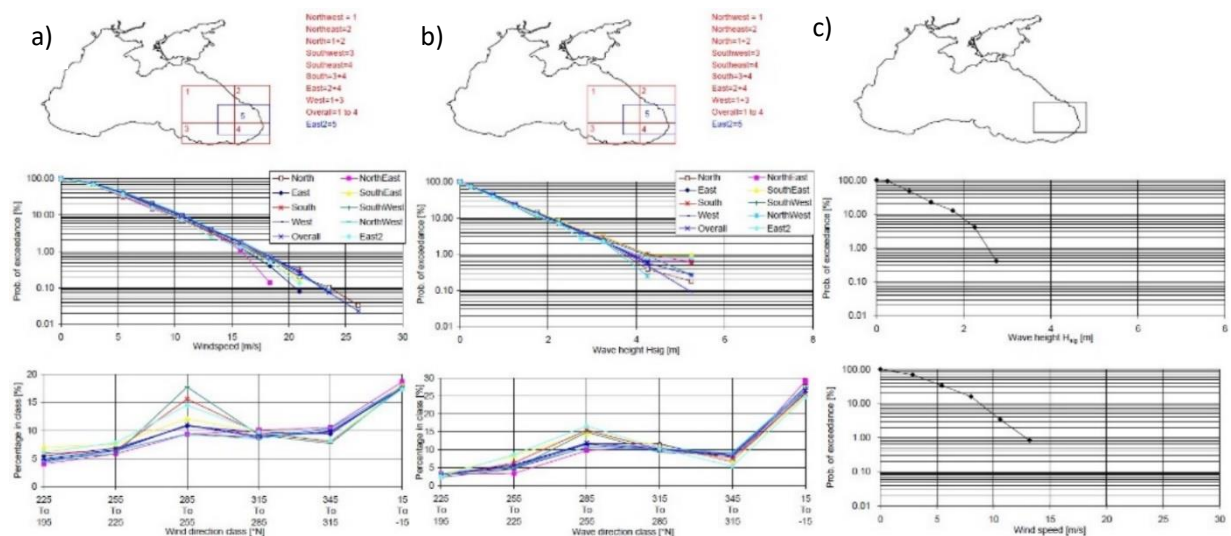 a)
Northwest = 1
Northeast=2
North=1+2
Southwest=3
Southeast=4
South=3+4
East=2+4
West=1+3
Overall=1 to 4
East2=5
1
2
5
3
4
b)
Northwest = 1
Northeast=2
North=1+2
Southwest=3
Southeast=4
South=3+4
East=2+4
West=1+3
Overall=1 to 4
East2=5
1
2
5
3
4
c)
Prob. of exceedance [%]
100.00
10.00
1.00
0.10
0.01
0 5 10 15 20 25 30
Windspeed [m/s]
North NorthEast
East SouthEast
South SouthWest
West NorthWest
Overall East2
Prob. of exceedance [%]
100.00
10.00
1.00
0.10
0.01
0 2 4 6 8
Wave height Hsig [m]
North NorthEast
East SouthEast
South SouthWest
West NorthWest
Overall East2
Prob. of exceedance [%]
100.00
10.00
1.00
0.10
0.01
0 2 4 6
Wave height Hsig [m]
Percentage in class [%]
20
15
10
5
0
225 255 285 315 345 15
To To To To To To
195 225 255 285 315 -15
Wind direction class [°N]
Percentage in class [%]
30
25
20
15
10
5
0
225 255 285 315 345 15
To To To To To To
195 225 255 285 315 -15
Wave direction class [°N]
Prob. of exceedance [%]
100.00
10.00
1.00
0.10
0.01
0 5 10 15 20 25 30
Wind speed [m/s]